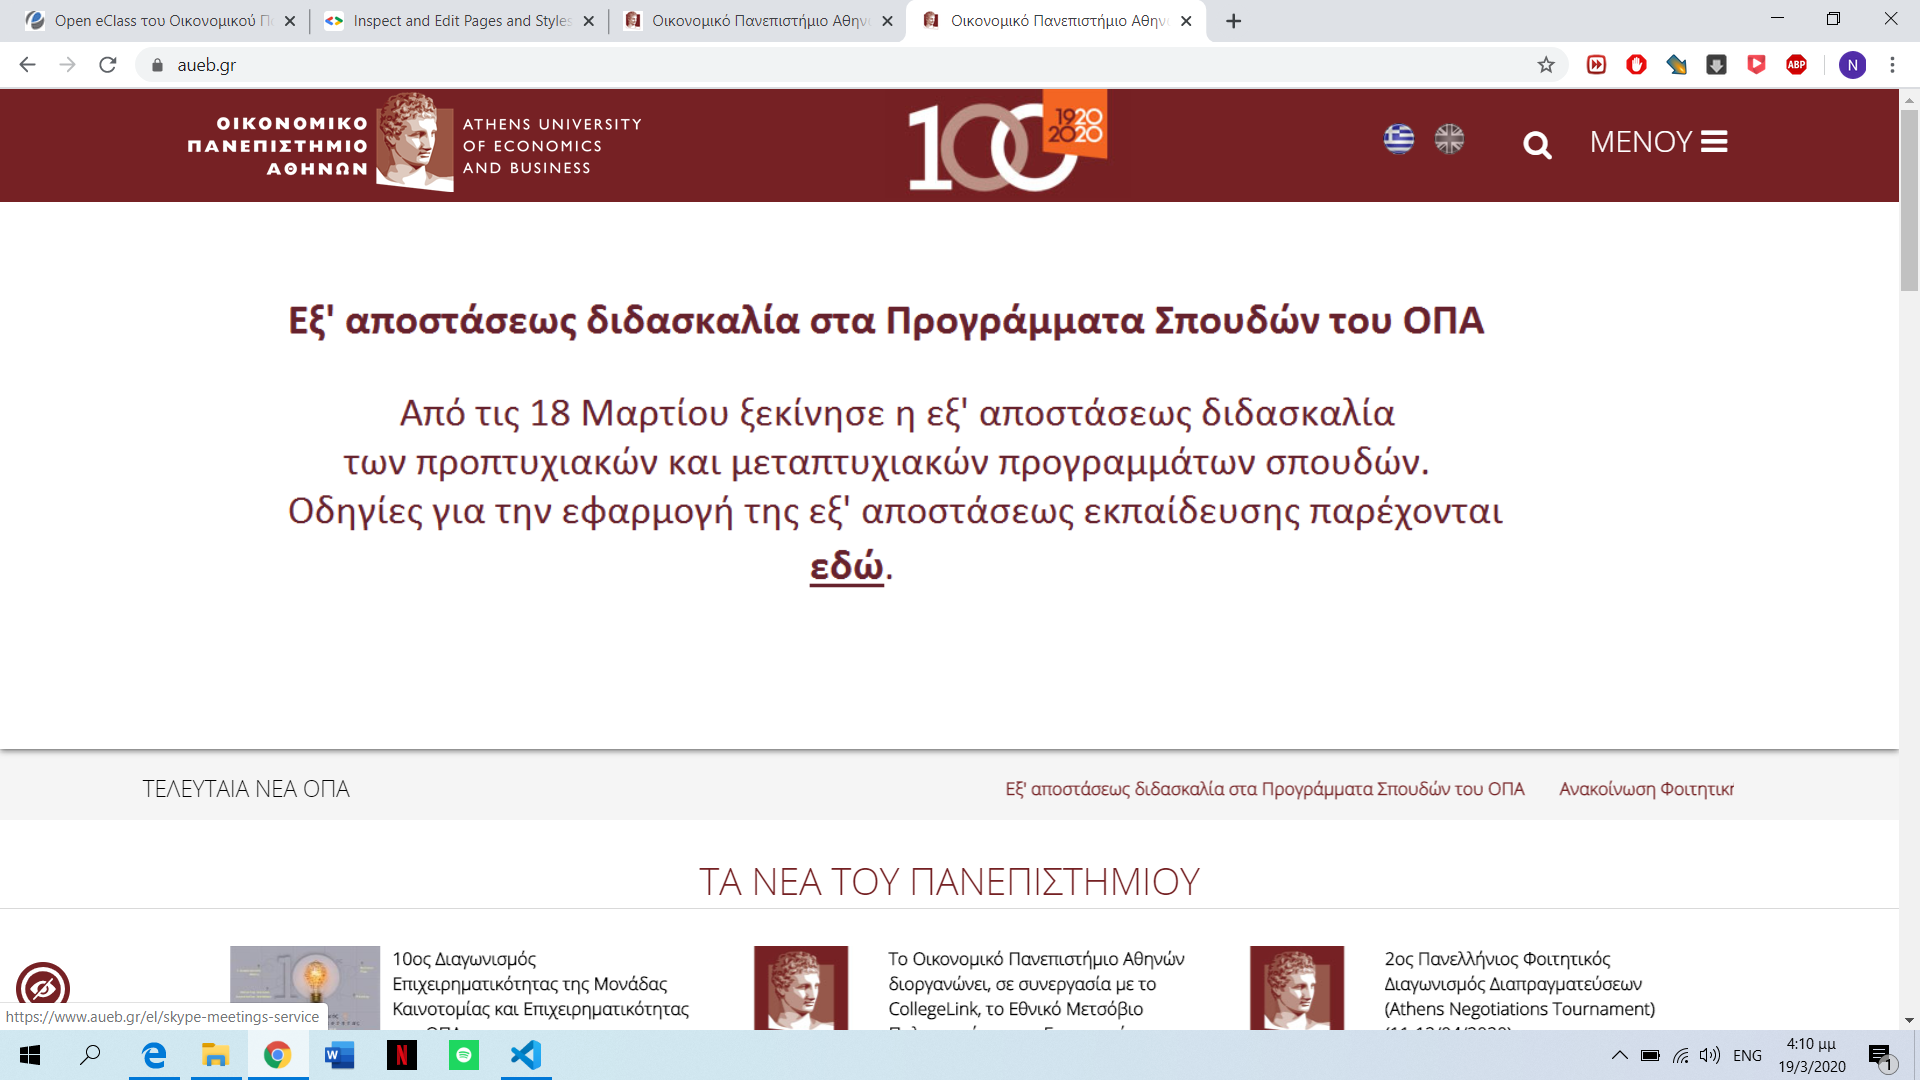 Open eClass του Οικονομικού Πα
Inspect and Edit Pages and Styles
Οικονομικό Πανεπιστήμιο Αθην
Οικονομικό Πανεπιστήμιο Αθην
aueb.gr
ABP
N
ΟΙΚΟΝΟΜΙΚΟ
ΠΑΝΕΠΙΣΤΗΜΙΟ
ΑΘΗΝΩΝ
ATHENS UNIVERSITY
OF ECONOMICS
AND BUSINESS
100
1920
2020
ΜΕΝΟΥ
Εξ' αποστάσεως διδασκαλία στα Προγράμματα Σπουδών του ΟΠΑ
Από τις 18 Μαρτίου ξεκίνησε η εξ' αποστάσεως διδασκαλία
των προπτυχιακών και μεταπτυχιακών προγραμμάτων σπουδών.
Οδηγίες για την εφαρμογή της εξ' αποστάσεως εκπαίδευσης παρέχονται
εδώ.
ΤΕΛΕΥΤΑΙΑ ΝΕΑ ΟΠΑ
Εξ' αποστάσεως διδασκαλία στα Προγράμματα Σπουδών του ΟΠΑ
Ανακοίνωση Φοιτητικ
ΤΑ ΝΕΑ ΤΟΥ ΠΑΝΕΠΙΣΤΗΜΙΟΥ
10ος Διαγωνισμός
Επιχειρηματικότητας της Μονάδας
Καινοτομίας και Επιχειρηματικότητας
Το Οικονομικό Πανεπιστήμιο Αθηνών
διοργανώνει, σε συνεργασία με το
CollegeLink, το Εθνικό Μετσόβιο
2ος Πανελλήνιος Φοιτητικός
Διαγωνισμός Διαπραγματεύσεων
(Athens Negotiations Tournament)
https://www.aueb.gr/el/skype-meetings-service
ENG
4:10 μμ
19/3/2020
1